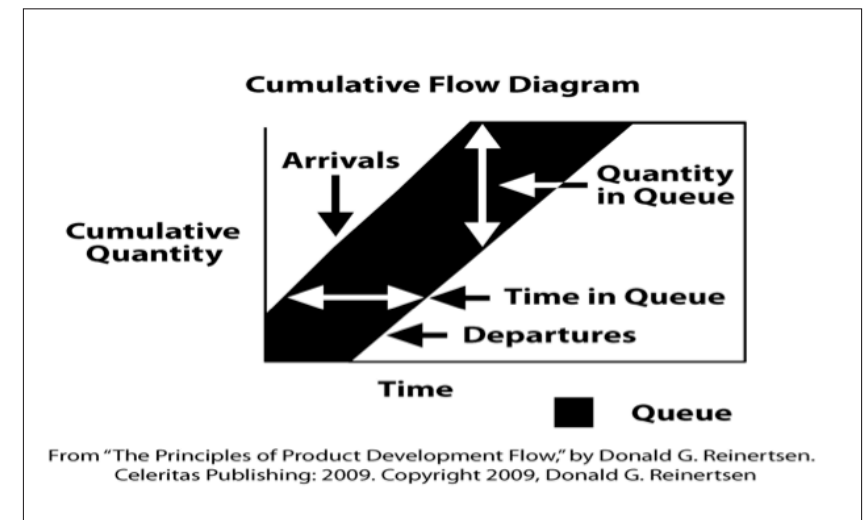 Cumulative Flow Diagram
Arrivals
Quantity
in Queue
Cumulative
Quantity
Time in Queue
Departures
Time
Queue
From “The Principles of Product Development Flow,” by Donald G. Reinertsen.
Celeritas Publishing: 2009. Copyright 2009, Donald G. Reinertsen